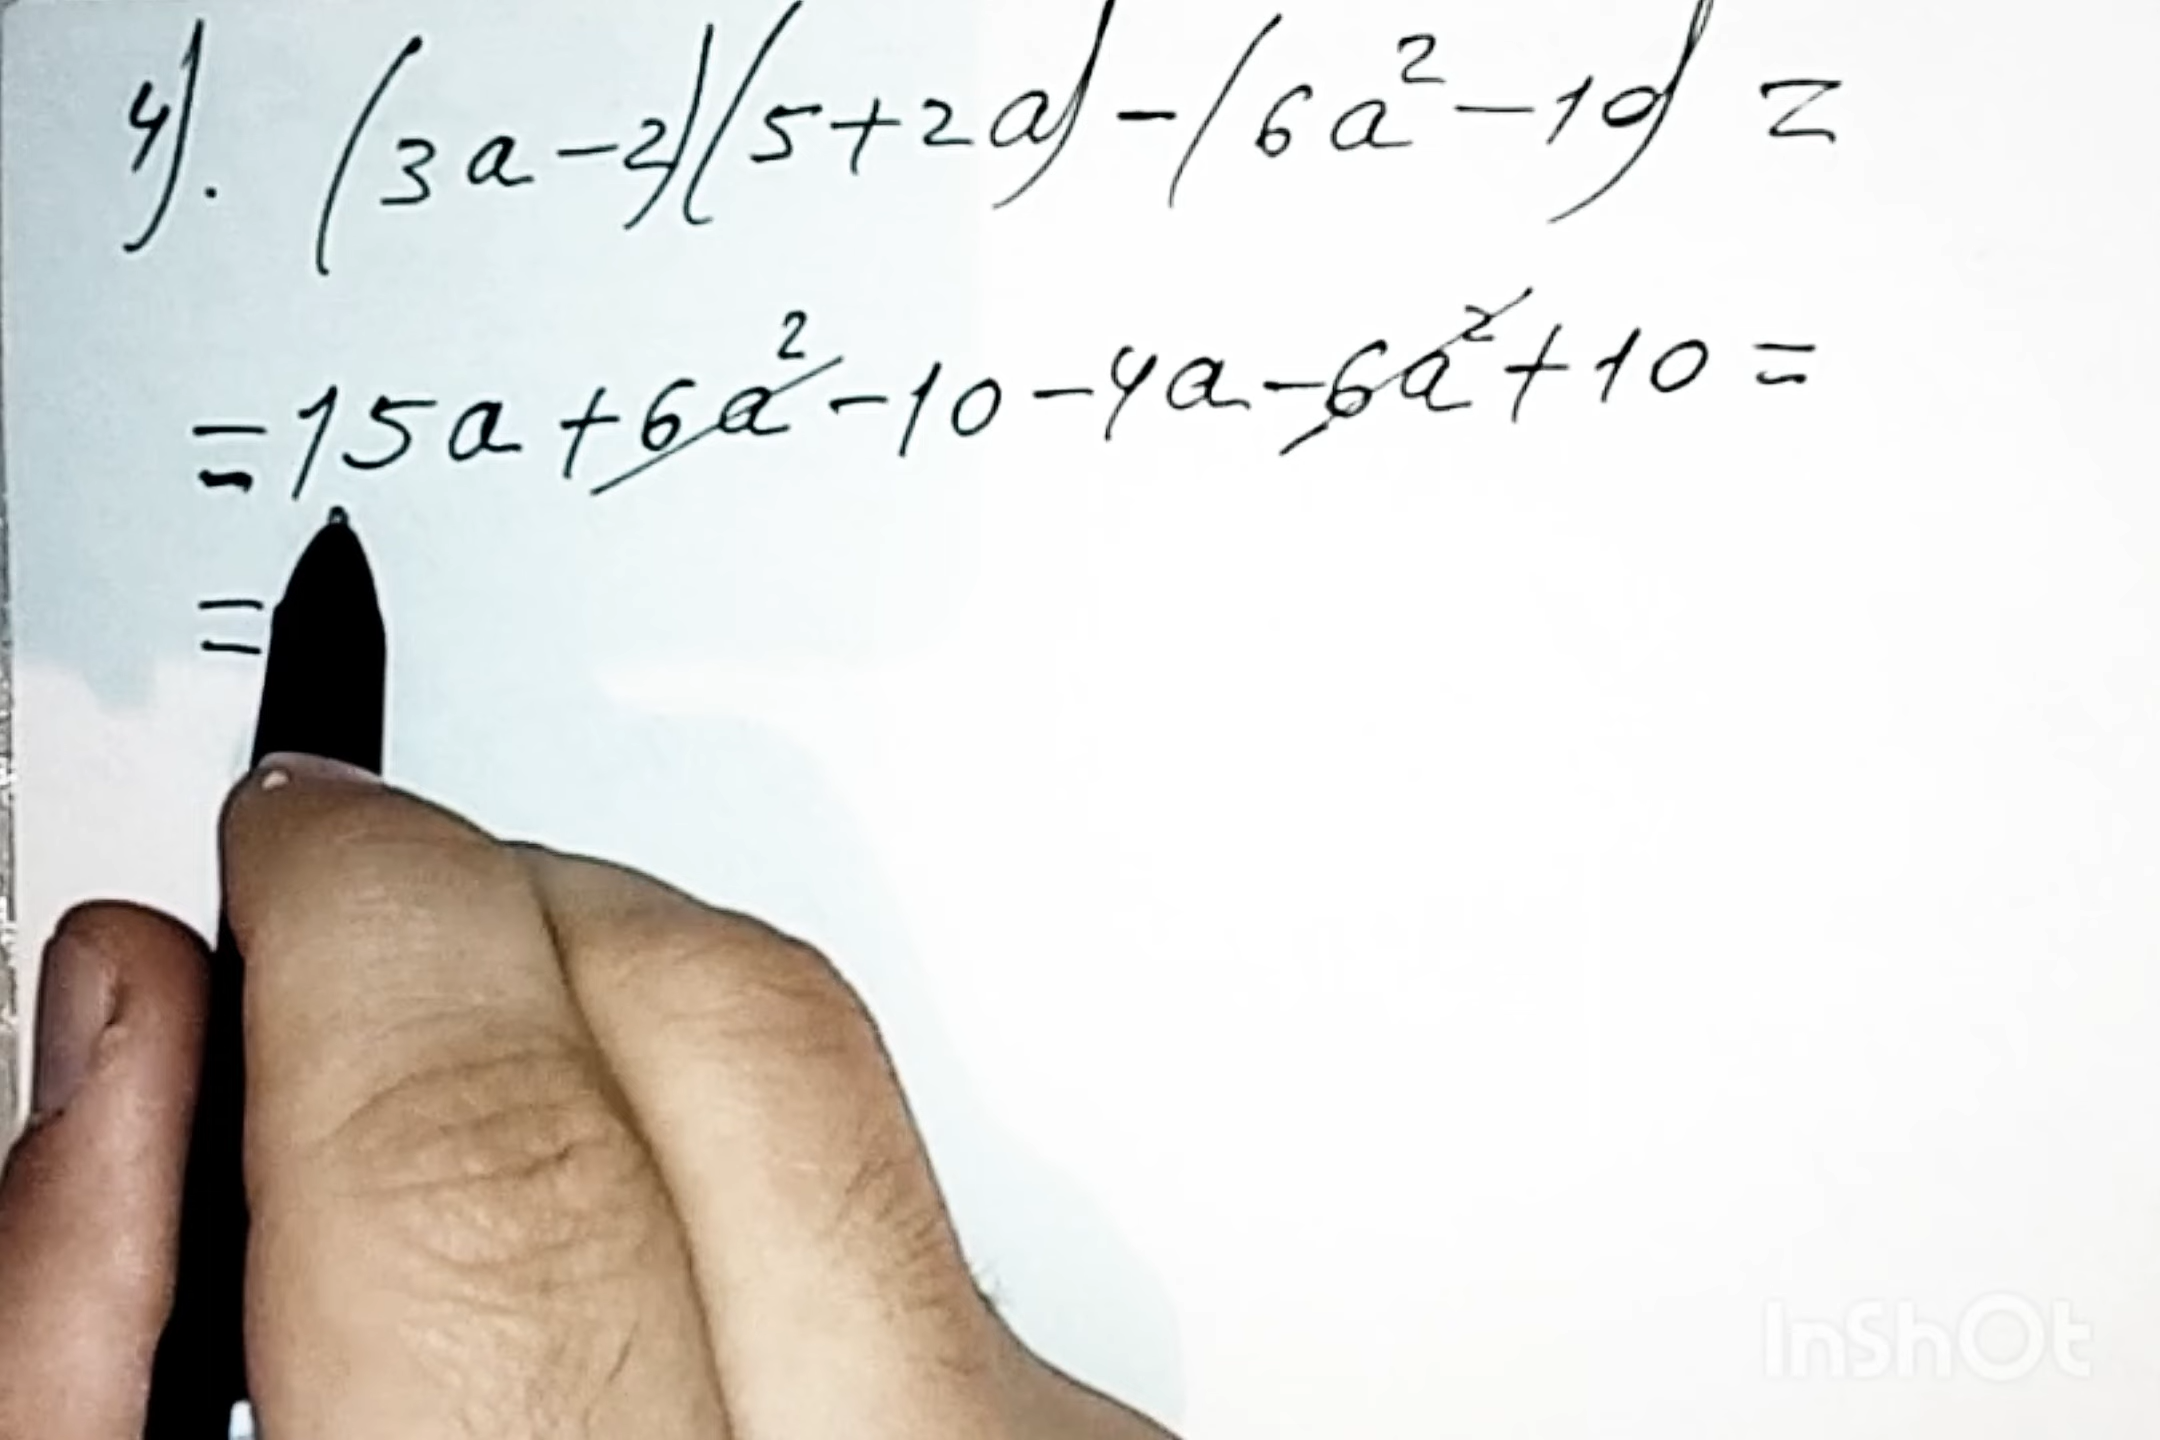 4). (3a-2)(5+2a)-(6a²-10) =
=15a+6a²-10-4a-6a²+10=
=
InShOt